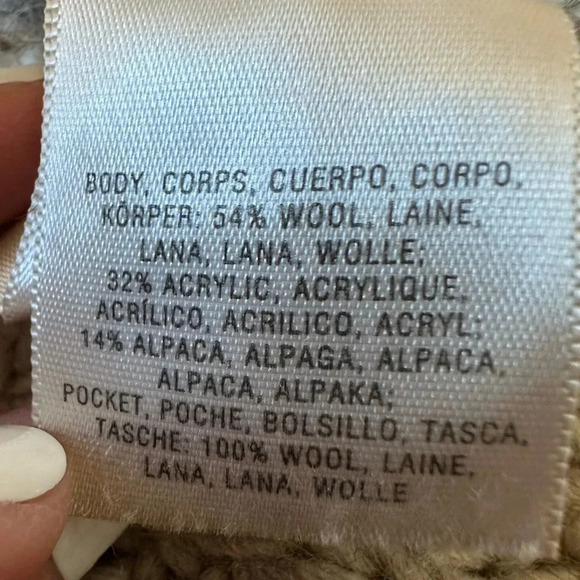 BODY, CORPS, CUERPO, CORPO,
KÖRPER: 54% WOOL, LAINE,
LANA, LANA, WOLLE;
32% ACRYLIC, ACRYLIQUE,
ACRÍLICO, ACRILICO, ACRYL;
14% ALPACA, ALPAGA, ALPACA,
ALPACA, ALPAKA;
POCKET, POCHE, BOLSILLO, TASCA,
TASCHE: 100% WOOL, LAINE,
LANA, LANA, WOLLE